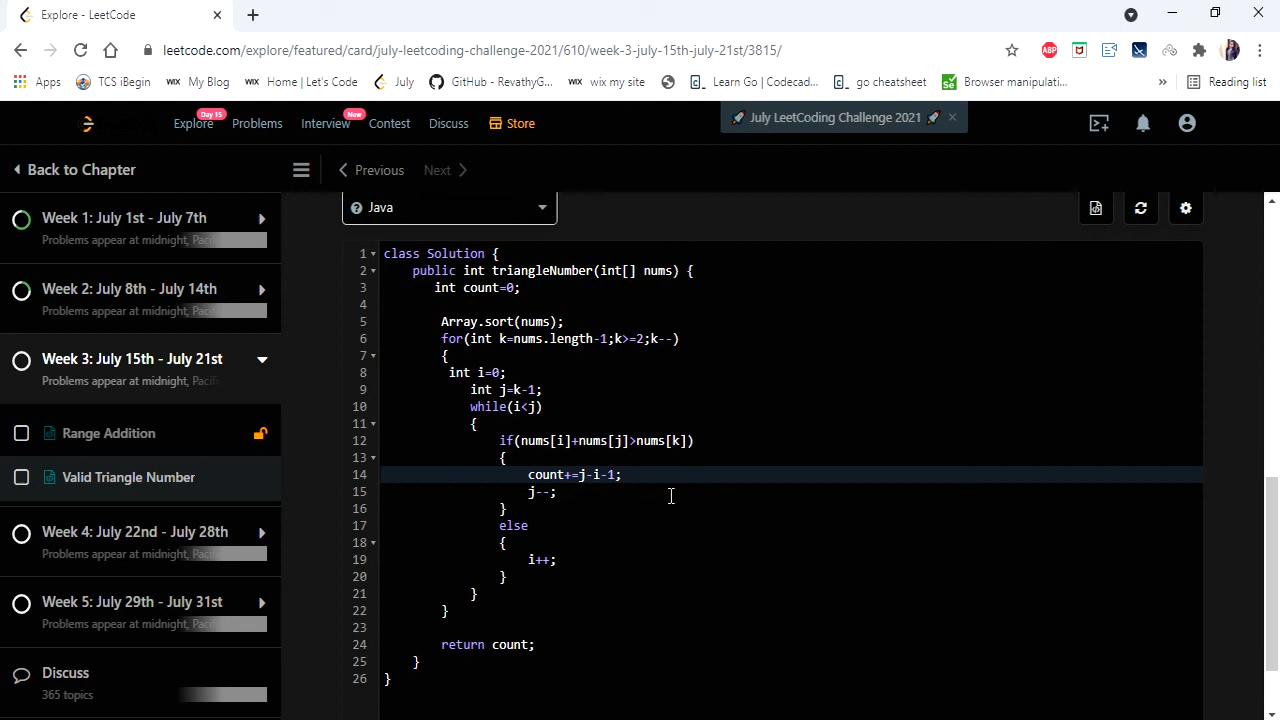 Explore - LeetCode
leetcode.com/explore/featured/card/july-leetcoding-challenge-2021/610/week-3-july-15th-july-21st/3815/
ABP
Apps TCS iBegin WIX My Blog WIX Home | Let's Code July GitHub - RevathyG... WIX wix my site Learn Go | Codecad... go cheatsheet Browser manipulati... » Reading list
Day 15 New
Explore Problems Interview Contest Discuss Store 🚀 July LeetCoding Challenge 2021 🚀
Back to Chapter
Previous Next
Week 1: July 1st - July 7th
Problems appear at midnight, Pacif
Week 2: July 8th - July 14th
Problems appear at midnight, Pacif
Week 3: July 15th - July 21st
Problems appear at midnight, Pacif
Range Addition
Valid Triangle Number
Week 4: July 22nd - July 28th
Problems appear at midnight, Pacif
Week 5: July 29th - July 31st
Problems appear at midnight, Pacif
Discuss
365 topics
Java
1 class Solution {
2 public int triangleNumber(int[] nums) {
3 int count=0;
4
5 Array.sort(nums);
6 for(int k=nums.length-1;k>=2;k--)
7 {
8 int i=0;
9 int j=k-1;
10 while(i<j)
11 {
12 if(nums[i]+nums[j]>nums[k])
13 {
14 count+=j-i-1;
15 j--;
16 }
17 else
18 {
19 i++;
20 }
21 }
22 }
23
24 return count;
25 }
26 }